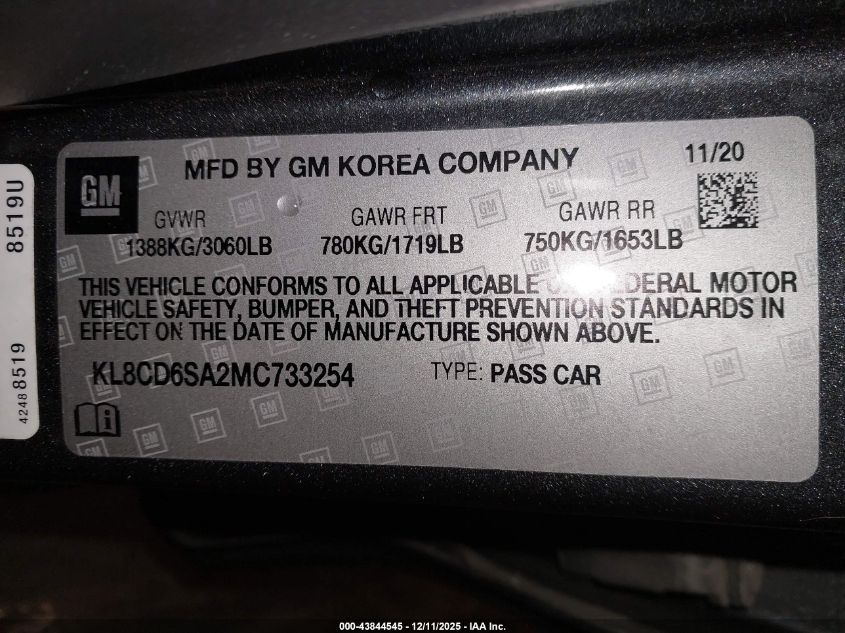 MFD BY GM KOREA COMPANY
11/20
GM
GVWR
GAWR FRT
GAWR RR
1388KG/3060LB
780KG/1719LB
750KG/1653LB
THIS VEHICLE CONFORMS TO ALL APPLICABLE DERAL MOTOR
VEHICLE SAFETY, BUMPER, AND THEFT PREVENTION STANDARDS IN
EFFECT ON THE DATE OF MANUFACTURE SHOWN ABOVE.
KL8CD6SA2MC733254
TYPE: PASS CAR
8519U
42488519
000-43844545 - 12/11/2025 - IAA Inc.